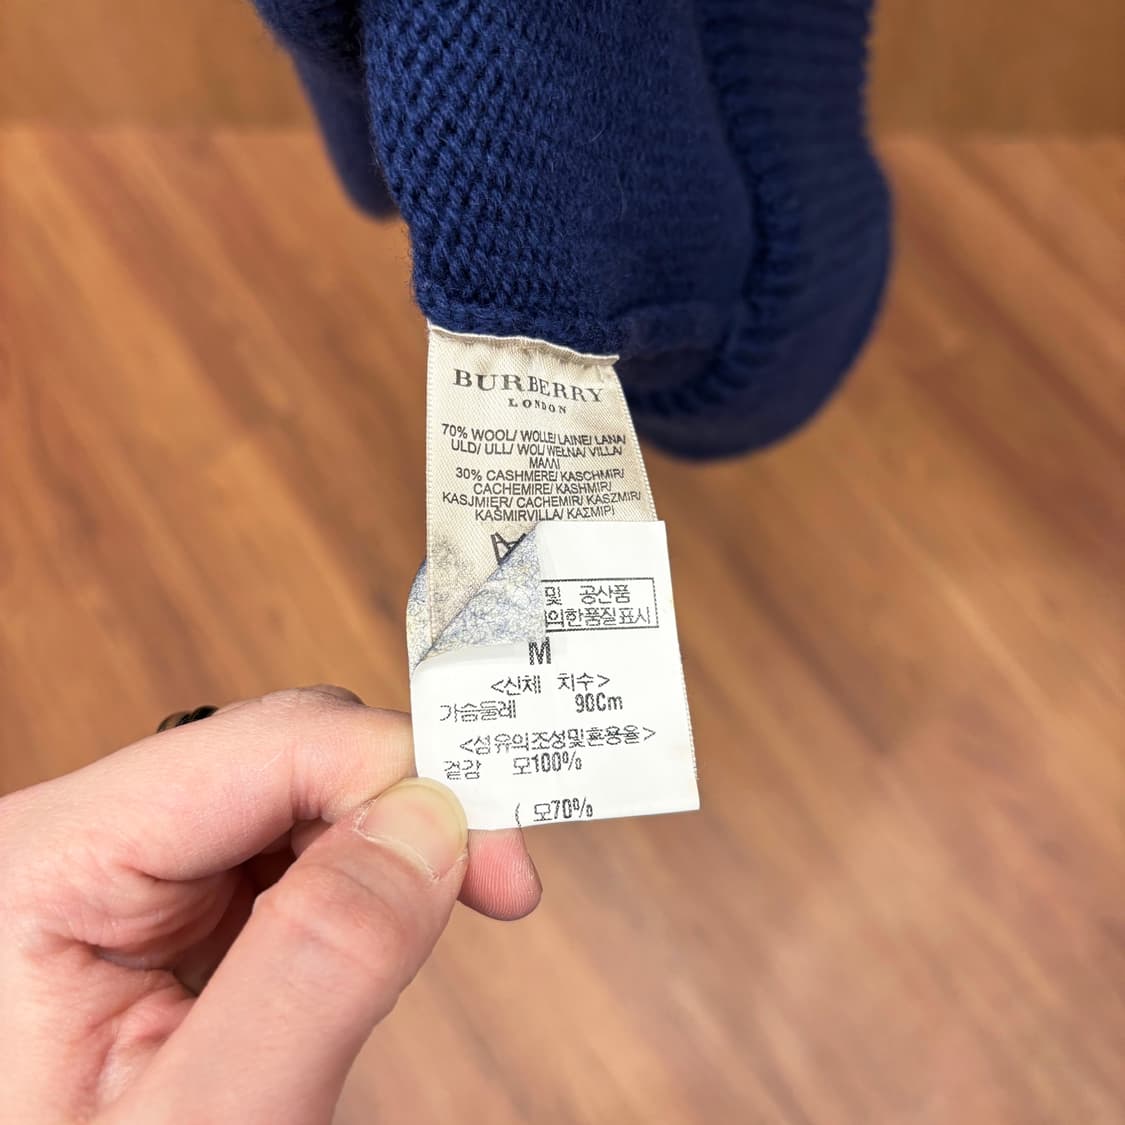 BURBERRY
LONDON
70% WOOL/ WOLLE/ LAINE/ LANA/
ULD/ ULL/ WOL/ WEŁNA/ VILLA/
ΜΑΛΛΙ
30% CASHMERE/ KASCHMIR/
CACHEMIRE/ KASHMIR/
KASJMIER/ CACHEMIR/ KASZMIR/
KAŠMIRVILLA/ ΚΑΣΜΙΡΙ
및 공산품
의한품질표시
M
<신체 치수>
가슴둘레 90Cm
<섬유의조성및혼용율>
겉감 모100%
( 모70%